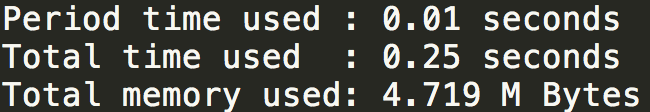 Period time used : 0.01 seconds
Total time used  : 0.25 seconds
Total memory used: 4.719 M Bytes